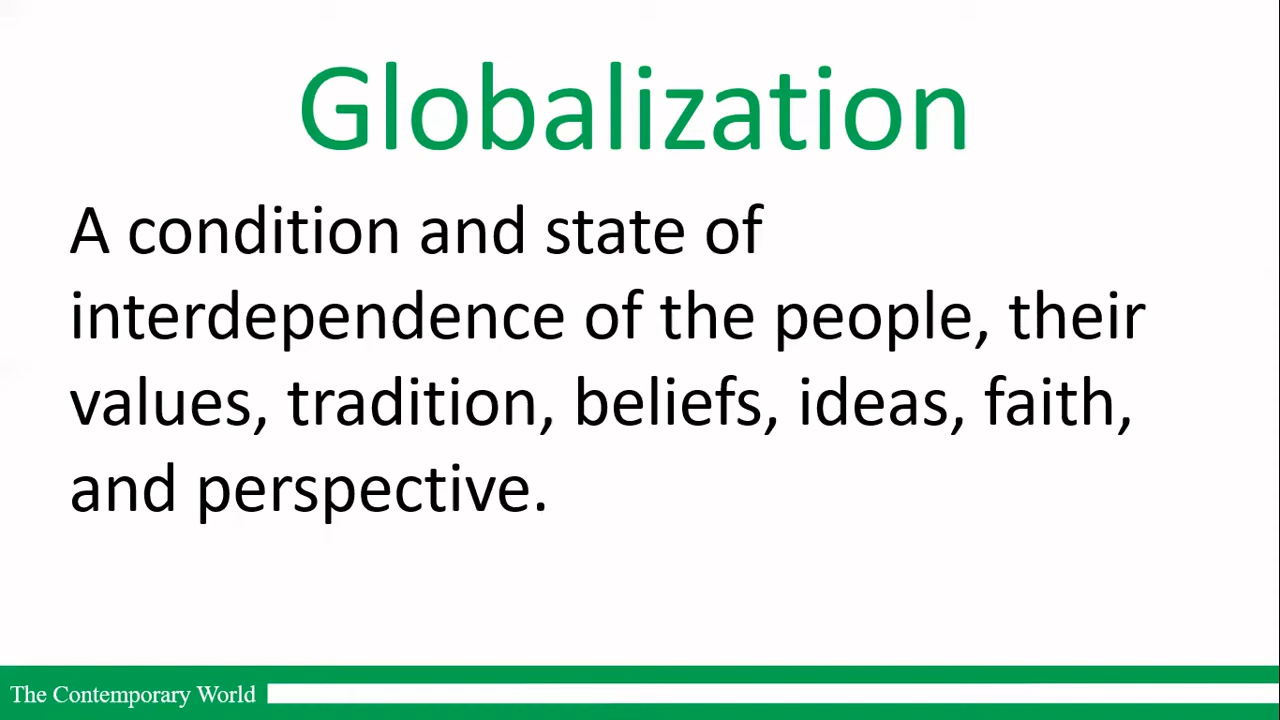 Globalization
A condition and state of
interdependence of the people, their
values, tradition, beliefs, ideas, faith,
and perspective.
The Contemporary World